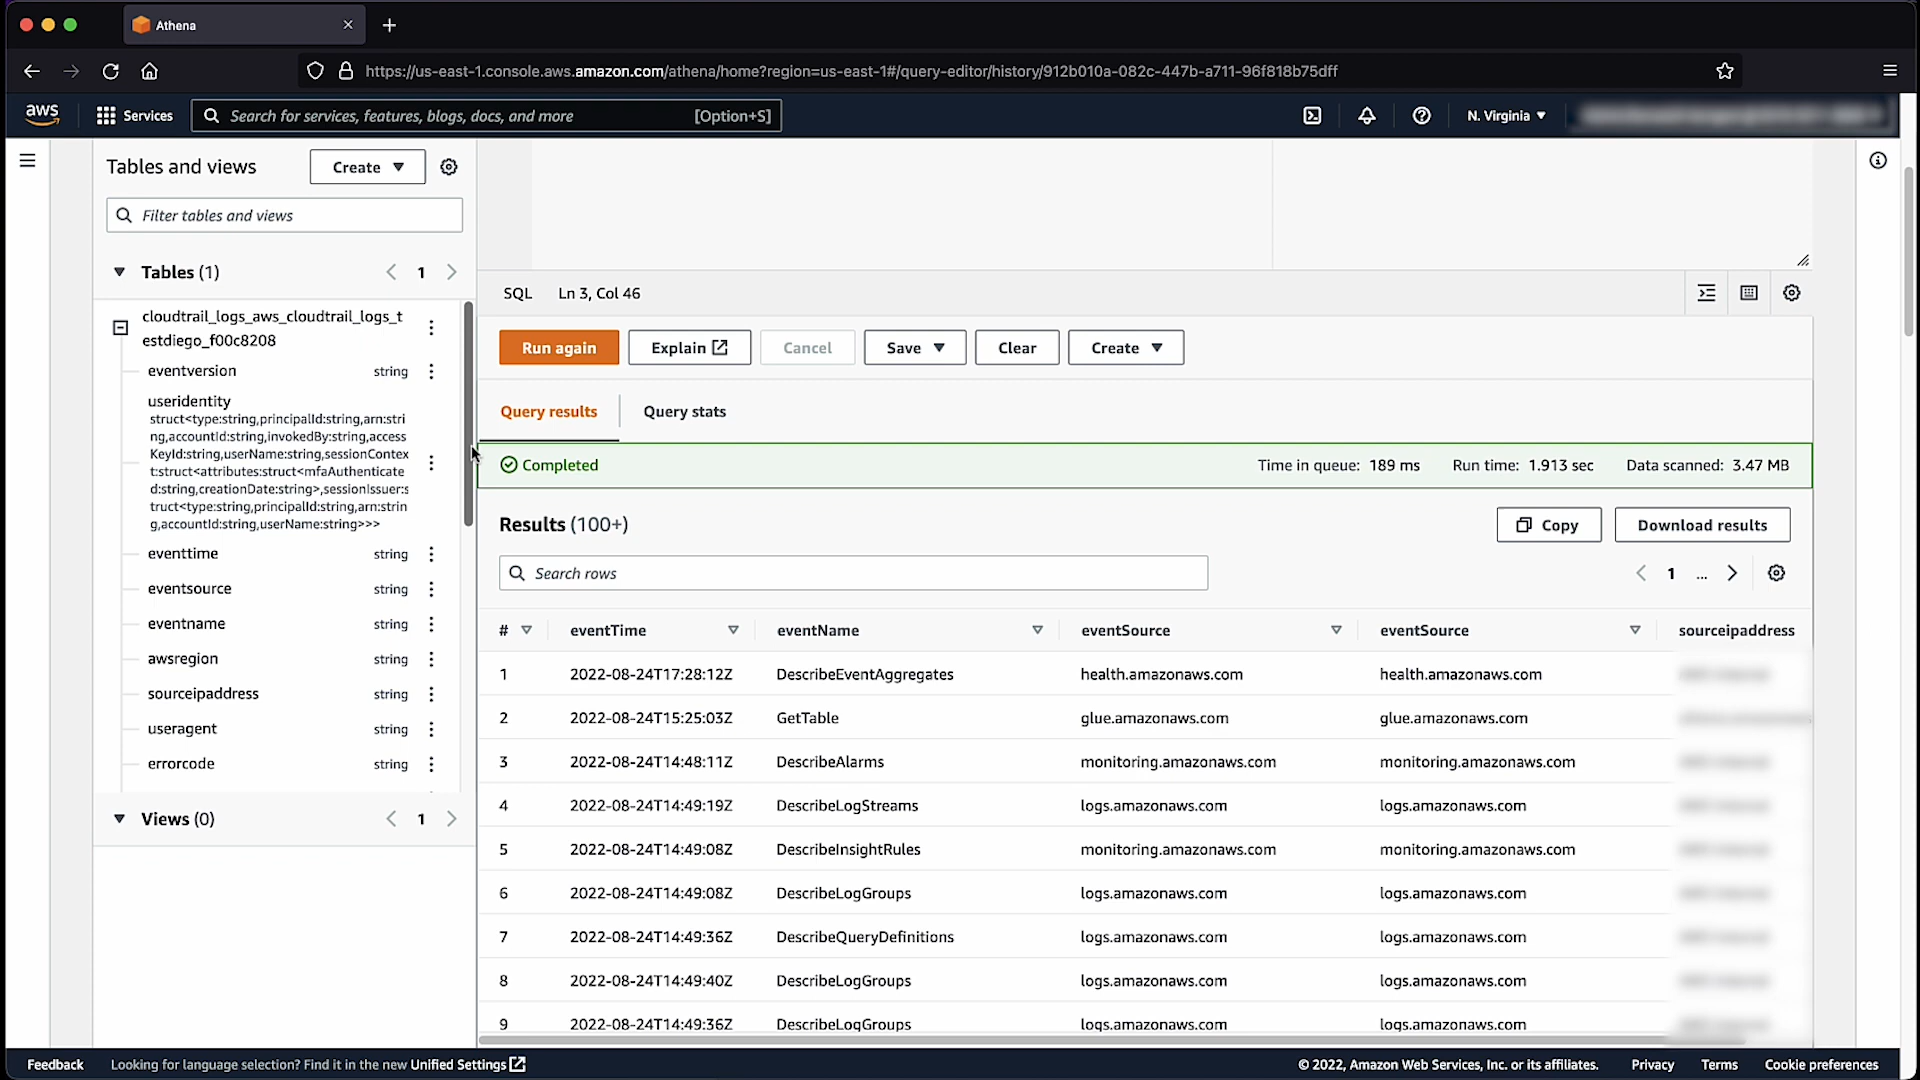 Athena
https://us-east-1.console.aws.amazon.com/athena/home?region=us-east-1#/query-editor/history/912b010a-082c-447b-a711-96f818b75dff
aws
Services
Search for services, features, blogs, docs, and more
[Option+S]
N. Virginia
Tables and views
Create
Filter tables and views
Tables (1)
1
cloudtrail_logs_aws_cloudtrail_logs_t
estdiego_f00c8208
eventversion string
useridentity
struct<type:string,principalId:string,arn:stri
ng,accountId:string,invokedBy:string,access
KeyId:string,userName:string,sessionContex
t:struct<attributes:struct<mfaAuthenticate
d:string,creationDate:string>,sessionIssuer:s
truct<type:string,principalId:string,arn:strin
g,accountId:string,userName:string>>>
eventtime string
eventsource string
eventname string
awsregion string
sourceipaddress string
useragent string
errorcode string
Views (0)
1
SQL Ln 3, Col 46
Run again
Explain
Cancel
Save
Clear
Create
Query results
Query stats
Completed
Time in queue: 189 ms Run time: 1.913 sec Data scanned: 3.47 MB
Results (100+)
Copy
Download results
Search rows
1 ...
# eventTime eventName eventSource eventSource sourceipaddress
1 2022-08-24T17:28:12Z DescribeEventAggregates health.amazonaws.com health.amazonaws.com
2 2022-08-24T15:25:03Z GetTable glue.amazonaws.com glue.amazonaws.com
3 2022-08-24T14:48:11Z DescribeAlarms monitoring.amazonaws.com monitoring.amazonaws.com
4 2022-08-24T14:49:19Z DescribeLogStreams logs.amazonaws.com logs.amazonaws.com
5 2022-08-24T14:49:08Z DescribeInsightRules monitoring.amazonaws.com monitoring.amazonaws.com
6 2022-08-24T14:49:08Z DescribeLogGroups logs.amazonaws.com logs.amazonaws.com
7 2022-08-24T14:49:36Z DescribeQueryDefinitions logs.amazonaws.com logs.amazonaws.com
8 2022-08-24T14:49:40Z DescribeLogGroups logs.amazonaws.com logs.amazonaws.com
9 2022-08-24T14:49:36Z DescribeLogGroups logs.amazonaws.com logs.amazonaws.com
Feedback
Looking for language selection? Find it in the new Unified Settings
© 2022, Amazon Web Services, Inc. or its affiliates.
Privacy
Terms
Cookie preferences